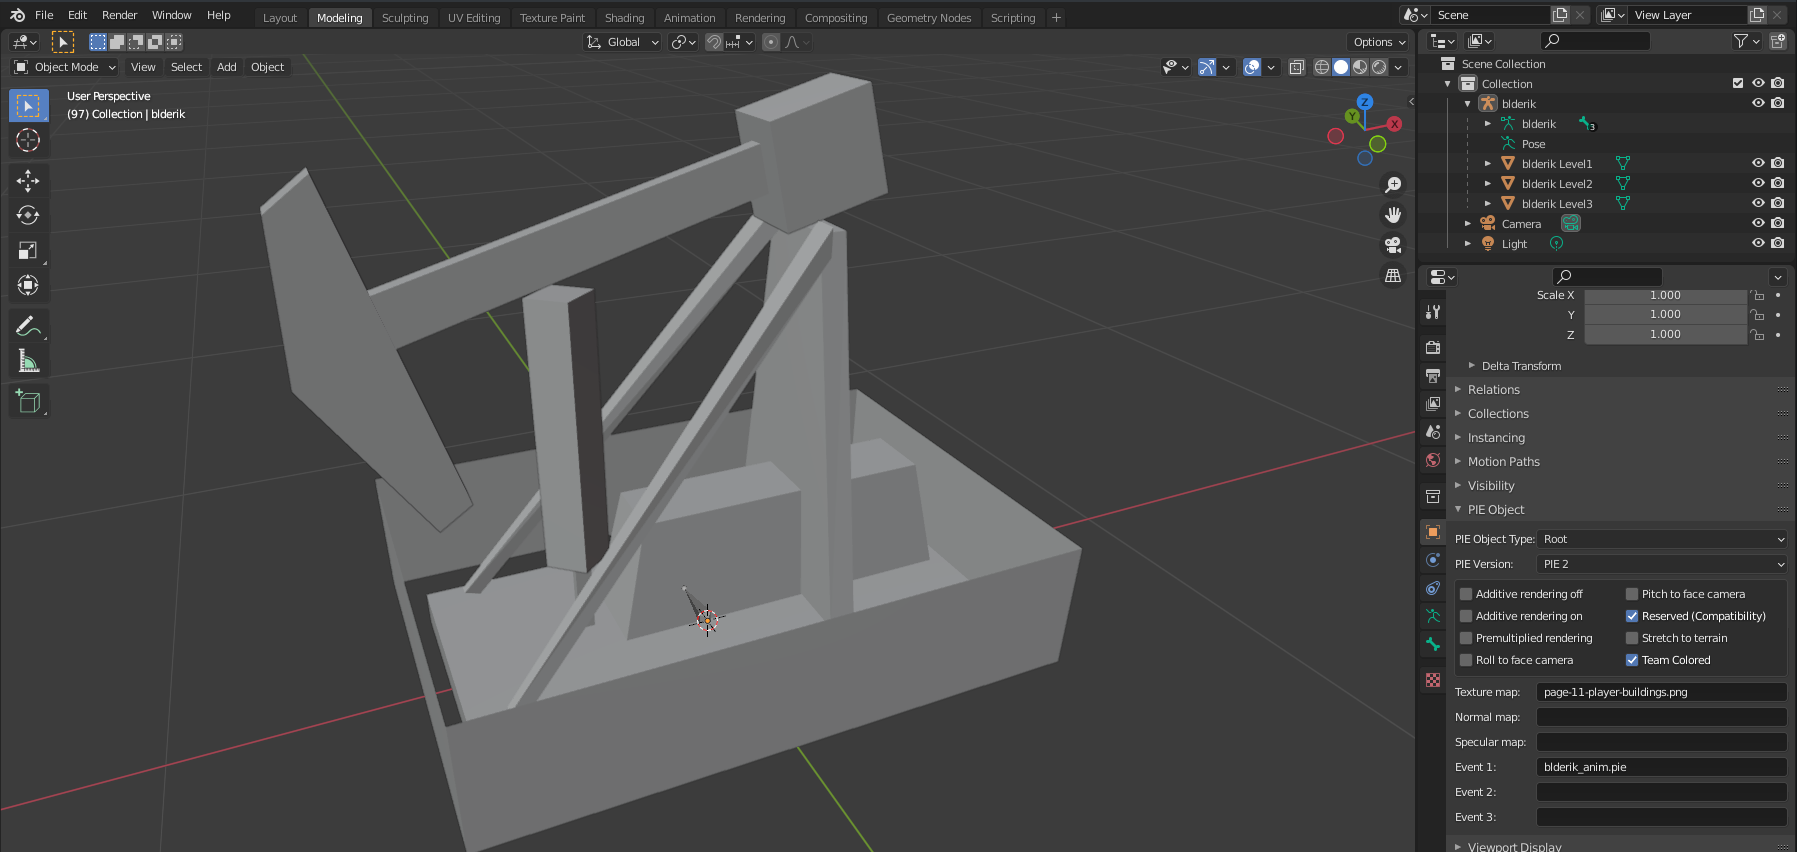 File Edit Render Window Help Layout Modeling Sculpting UV Editing Texture Paint Shading Animation Rendering Compositing Geometry Nodes Scripting Scene View Layer
Global Options
Object Mode View Select Add Object
User Perspective
(97) Collection | blderik
Z
Y
X
Scene Collection
Collection
blderik
blderik 3
Pose
blderik Level1
blderik Level2
blderik Level3
Camera
Light
Scale X 1.000
Y 1.000
Z 1.000
Delta Transform
Relations
Collections
Instancing
Motion Paths
Visibility
PIE Object
PIE Object Type: Root
PIE Version: PIE 2
Additive rendering off Pitch to face camera
Additive rendering on Reserved (Compatibility)
Premultiplied rendering Stretch to terrain
Roll to face camera Team Colored
Texture map: page-11-player-buildings.png
Normal map:
Specular map:
Event 1: blderik_anim.pie
Event 2:
Event 3:
Viewport Display